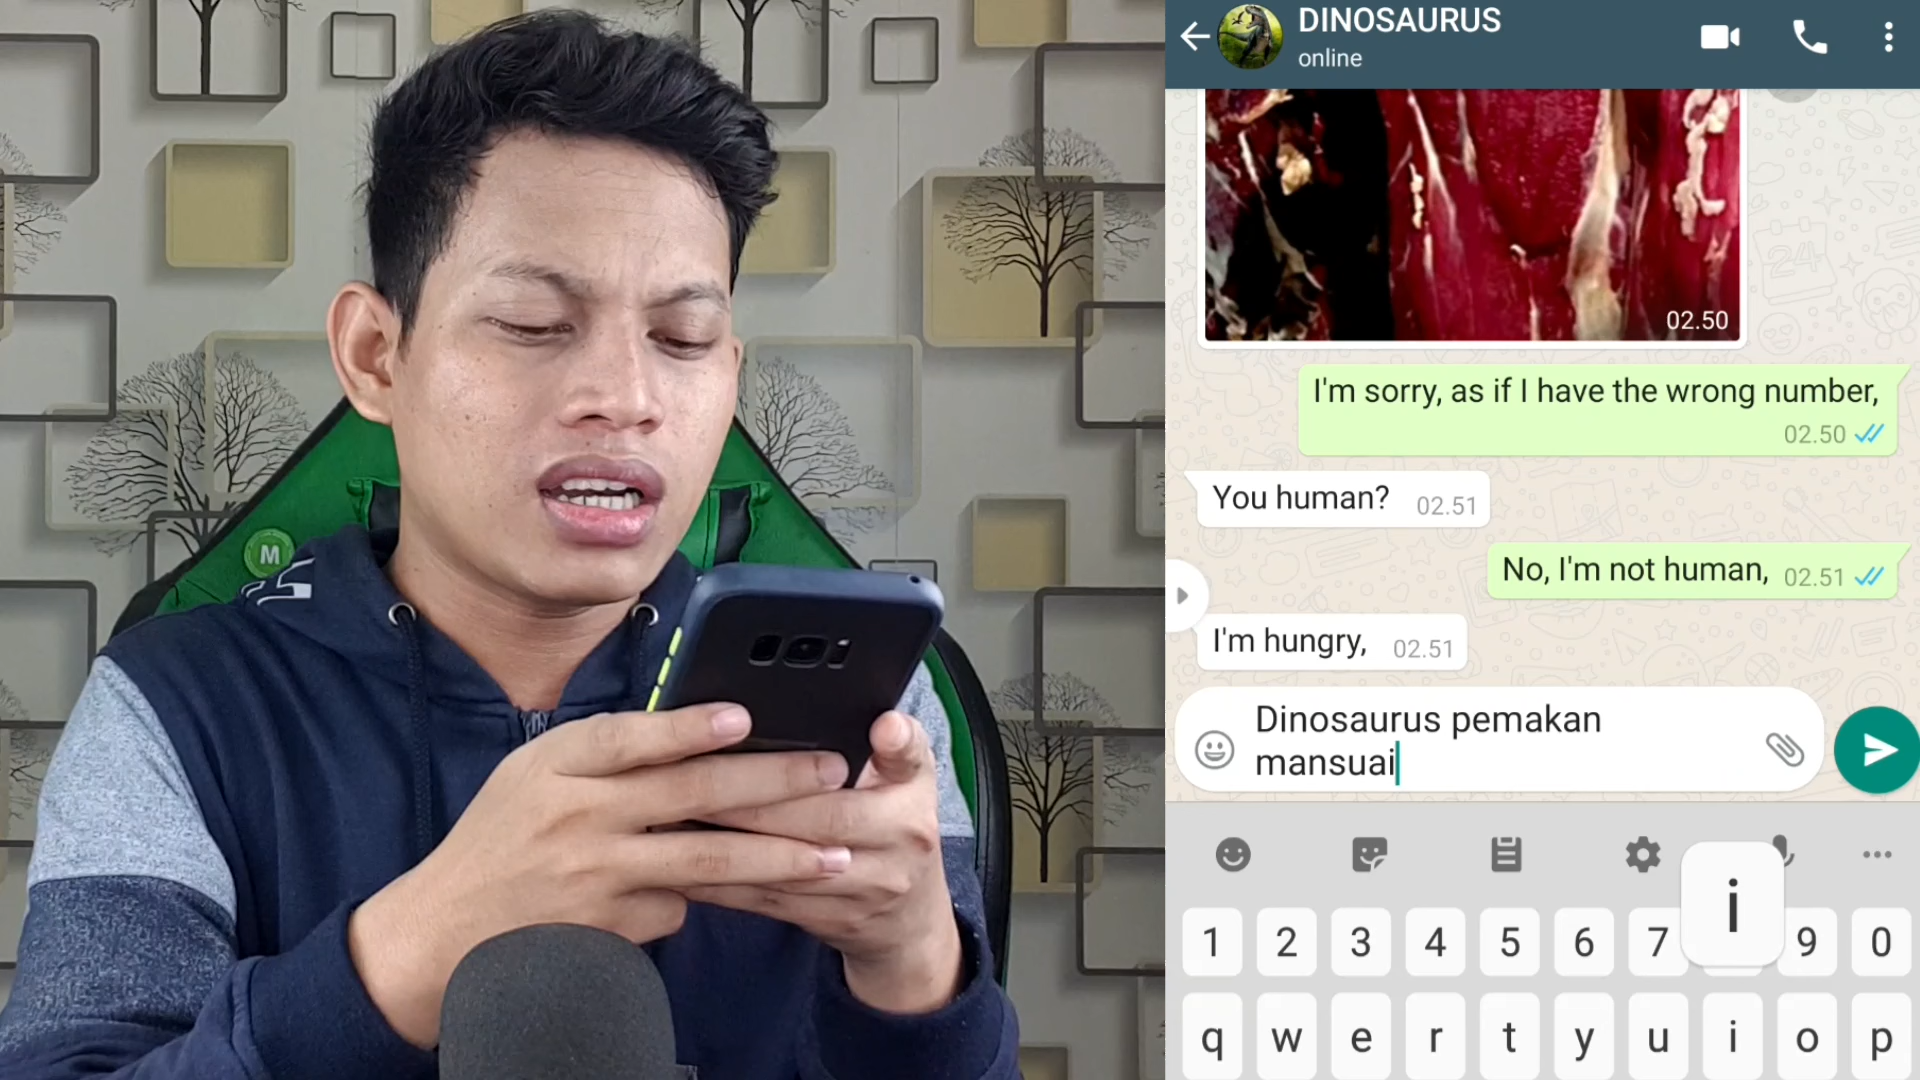 DINOSAURUS
online
02.50
I'm sorry, as if I have the wrong number,
02.50
You human? 02.51
No, I'm not human, 02.51
I'm hungry, 02.51
Dinosaurus pemakan
mansuai
M
i
1 2 3 4 5 6 7 9 0
q w e r t y u i o p